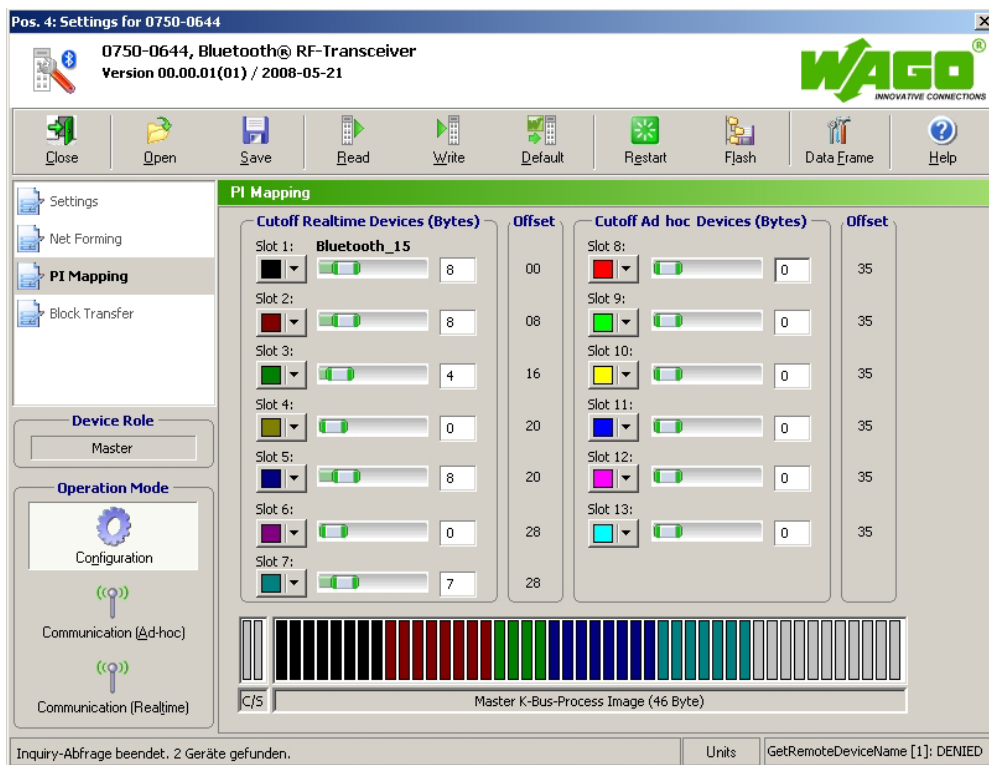 Pos. 4: Settings for 0750-0644
0750-0644, Bluetooth® RF-Transceiver
Version 00.00.01(01) / 2008-05-21
WAGO®
INNOVATIVE CONNECTIONS
Close Open Save Read Write Default Restart Flash Data Frame Help
Settings
Net Forming
PI Mapping
Block Transfer
Device Role
Master
Operation Mode
Configuration
Communication (Ad-hoc)
Communication (Realtime)
PI Mapping
Cutoff Realtime Devices (Bytes) Offset Cutoff Ad hoc Devices (Bytes) Offset
Slot 1: Bluetooth_15 Slot 8:
8 00 0 35
Slot 2: Slot 9:
8 08 0 35
Slot 3: Slot 10:
4 16 0 35
Slot 4: Slot 11:
0 20 0 35
Slot 5: Slot 12:
8 20 0 35
Slot 6: Slot 13:
0 28 0 35
Slot 7:
7 28
C/S Master K-Bus-Process Image (46 Byte)
Inquiry-Abfrage beendet. 2 Geräte gefunden. Units GetRemoteDeviceName [1]: DENIED